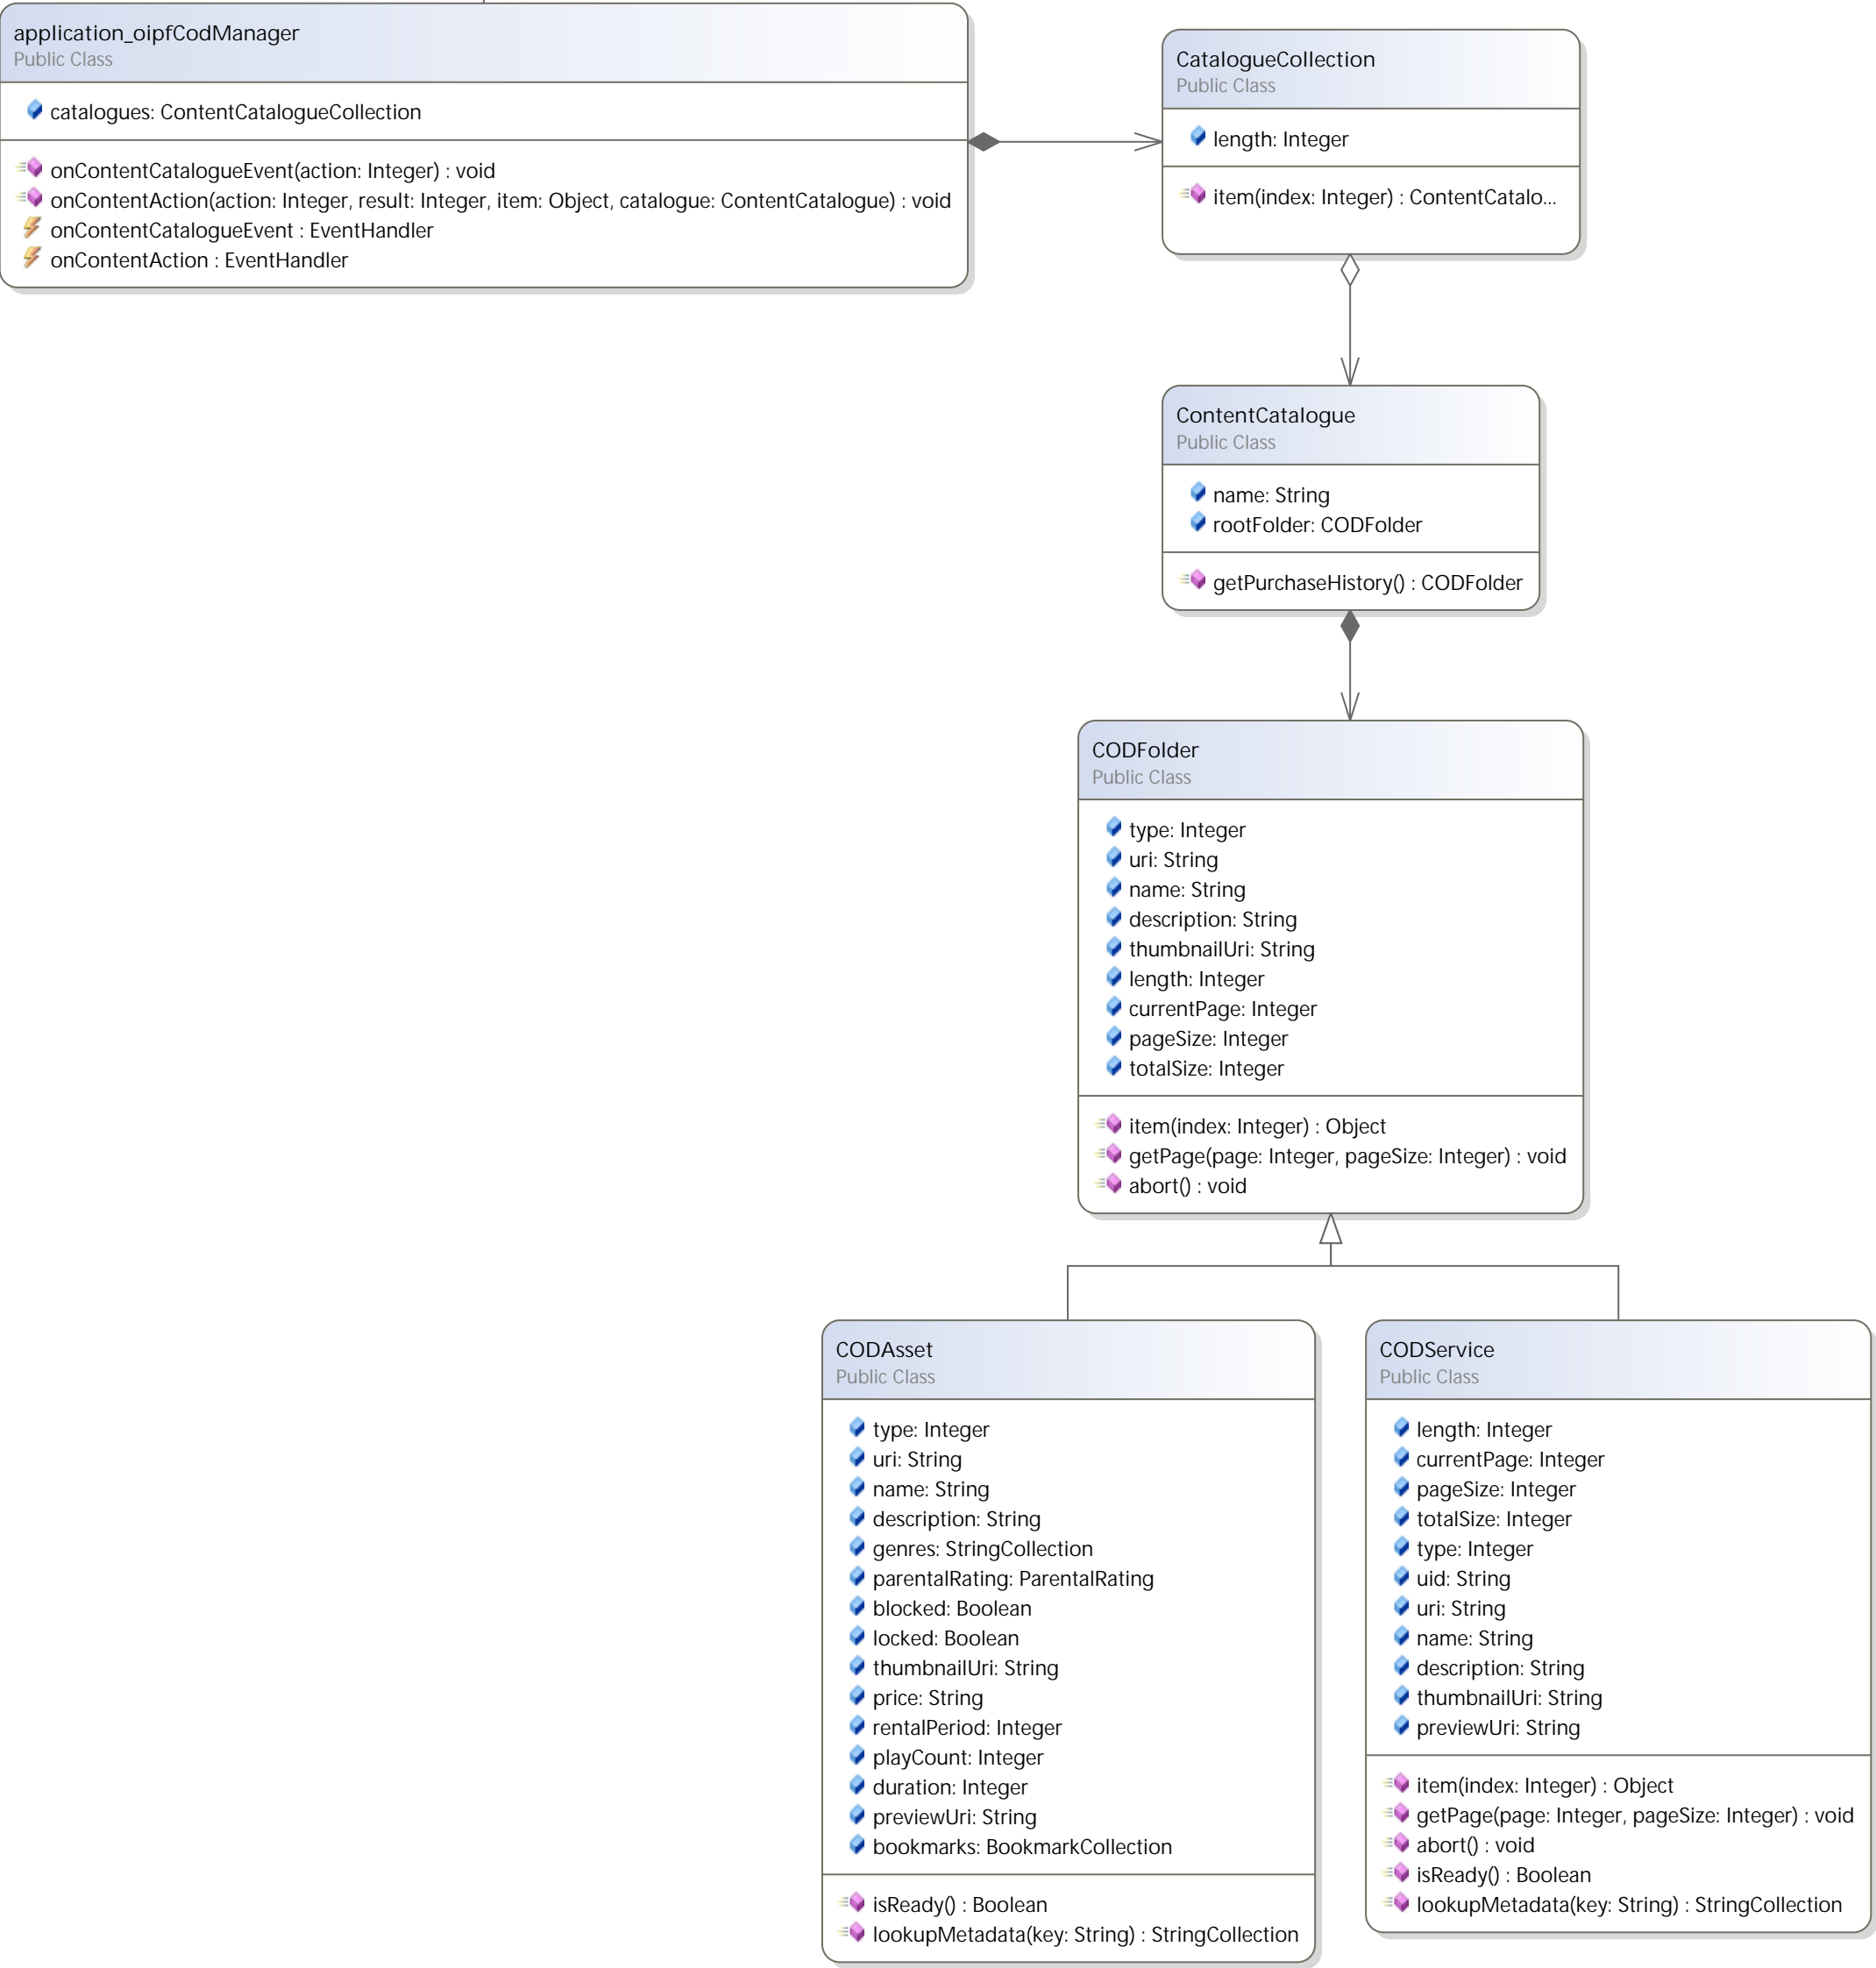 application_oipfCodManager
Public Class
catalogues: ContentCatalogueCollection
onContentCatalogueEvent(action: Integer) : void
onContentAction(action: Integer, result: Integer, item: Object, catalogue: ContentCatalogue) : void
onContentCatalogueEvent : EventHandler
onContentAction : EventHandler
CatalogueCollection
Public Class
length: Integer
item(index: Integer) : ContentCatalo...
ContentCatalogue
Public Class
name: String
rootFolder: CODFolder
getPurchaseHistory() : CODFolder
CODFolder
Public Class
type: Integer
uri: String
name: String
description: String
thumbnailUri: String
length: Integer
currentPage: Integer
pageSize: Integer
totalSize: Integer
item(index: Integer) : Object
getPage(page: Integer, pageSize: Integer) : void
abort() : void
CODAsset
Public Class
type: Integer
uri: String
name: String
description: String
genres: StringCollection
parentalRating: ParentalRating
blocked: Boolean
locked: Boolean
thumbnailUri: String
price: String
rentalPeriod: Integer
playCount: Integer
duration: Integer
previewUri: String
bookmarks: BookmarkCollection
isReady() : Boolean
lookupMetadata(key: String) : StringCollection
CODService
Public Class
length: Integer
currentPage: Integer
pageSize: Integer
totalSize: Integer
type: Integer
uid: String
uri: String
name: String
description: String
thumbnailUri: String
previewUri: String
item(index: Integer) : Object
getPage(page: Integer, pageSize: Integer) : void
abort() : void
isReady() : Boolean
lookupMetadata(key: String) : StringCollection